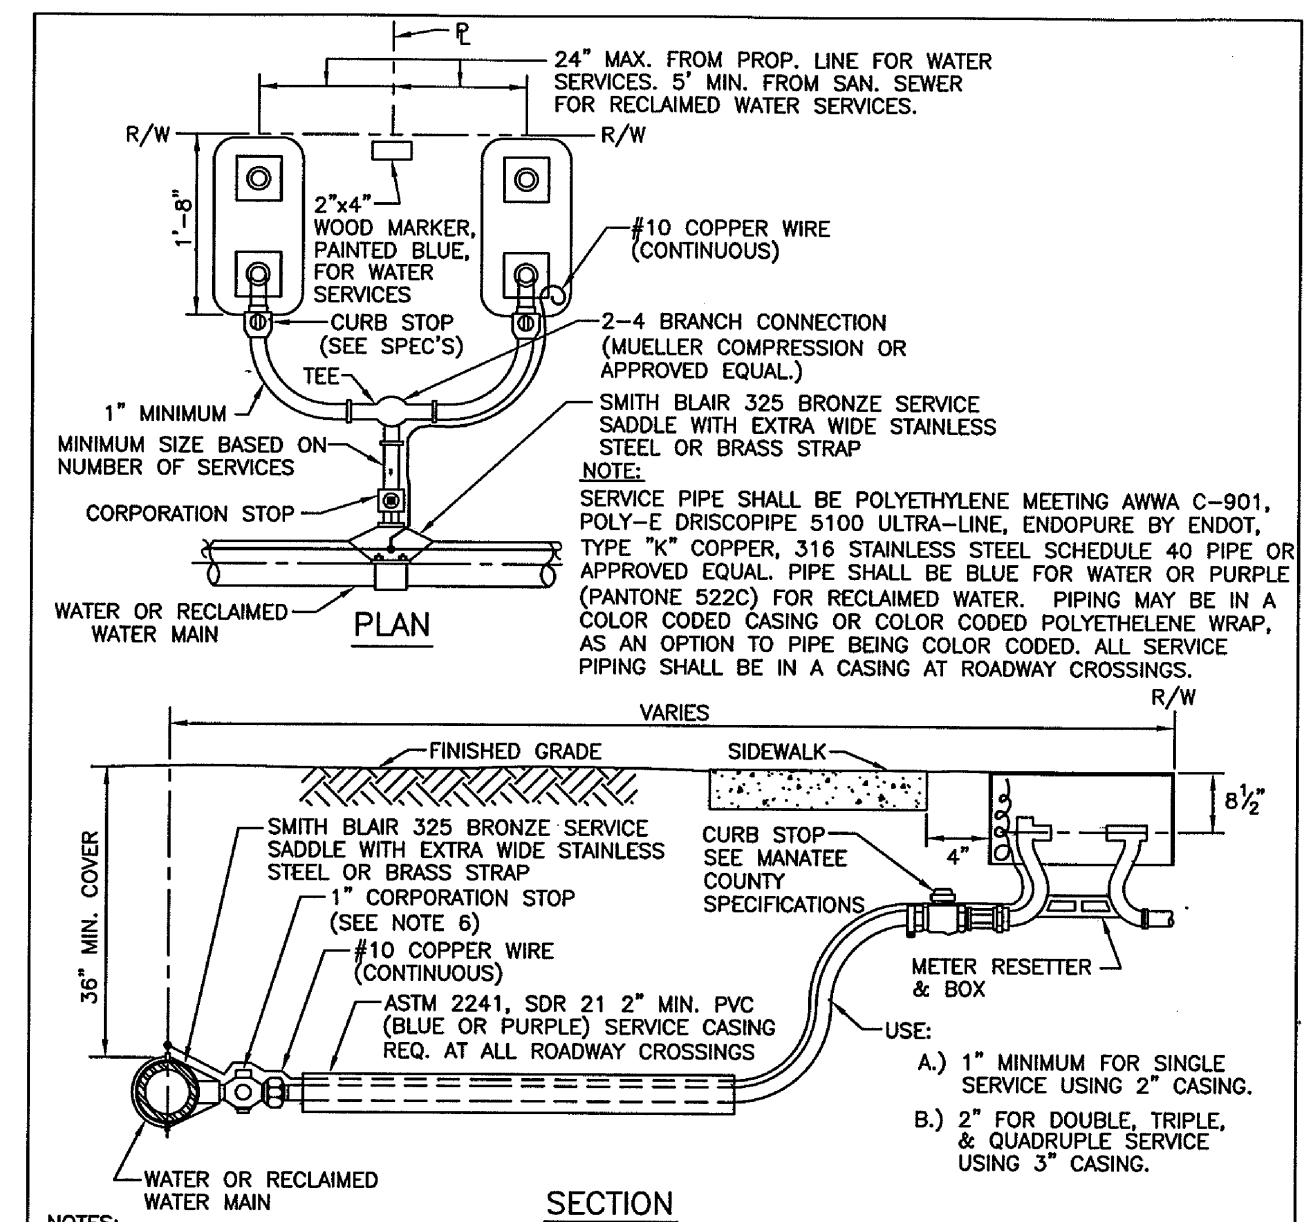 PL
24" MAX. FROM PROP. LINE FOR WATER
SERVICES. 5' MIN. FROM SAN. SEWER
FOR RECLAIMED WATER SERVICES.
R/W
R/W
1'-8"
2"x4"
WOOD MARKER,
PAINTED BLUE,
FOR WATER
SERVICES
#10 COPPER WIRE
(CONTINUOUS)
CURB STOP
(SEE SPEC'S)
2-4 BRANCH CONNECTION
(MUELLER COMPRESSION OR
APPROVED EQUAL.)
TEE
1" MINIMUM
SMITH BLAIR 325 BRONZE SERVICE
SADDLE WITH EXTRA WIDE STAINLESS
STEEL OR BRASS STRAP
MINIMUM SIZE BASED ON
NUMBER OF SERVICES
CORPORATION STOP
NOTE:
SERVICE PIPE SHALL BE POLYETHYLENE MEETING AWWA C-901,
POLY-E DRISCOPIPE 5100 ULTRA-LINE, ENDOPURE BY ENDOT,
TYPE "K" COPPER, 316 STAINLESS STEEL SCHEDULE 40 PIPE OR
APPROVED EQUAL. PIPE SHALL BE BLUE FOR WATER OR PURPLE
(PANTONE 522C) FOR RECLAIMED WATER. PIPING MAY BE IN A
COLOR CODED CASING OR COLOR CODED POLYETHELENE WRAP,
AS AN OPTION TO PIPE BEING COLOR CODED. ALL SERVICE
PIPING SHALL BE IN A CASING AT ROADWAY CROSSINGS.
WATER OR RECLAIMED
WATER MAIN
PLAN
R/W
VARIES
FINISHED GRADE
SIDEWALK
8 1/2"
4"
36" MIN. COVER
SMITH BLAIR 325 BRONZE SERVICE
SADDLE WITH EXTRA WIDE STAINLESS
STEEL OR BRASS STRAP
1" CORPORATION STOP
(SEE NOTE 6)
#10 COPPER WIRE
(CONTINUOUS)
ASTM 2241, SDR 21 2" MIN. PVC
(BLUE OR PURPLE) SERVICE CASING
REQ. AT ALL ROADWAY CROSSINGS
CURB STOP
SEE MANATEE
COUNTY
SPECIFICATIONS
METER RESETTER
& BOX
USE:
A.) 1" MINIMUM FOR SINGLE
SERVICE USING 2" CASING.
B.) 2" FOR DOUBLE, TRIPLE,
& QUADRUPLE SERVICE
USING 3" CASING.
WATER OR RECLAIMED
WATER MAIN
SECTION
NOTES: